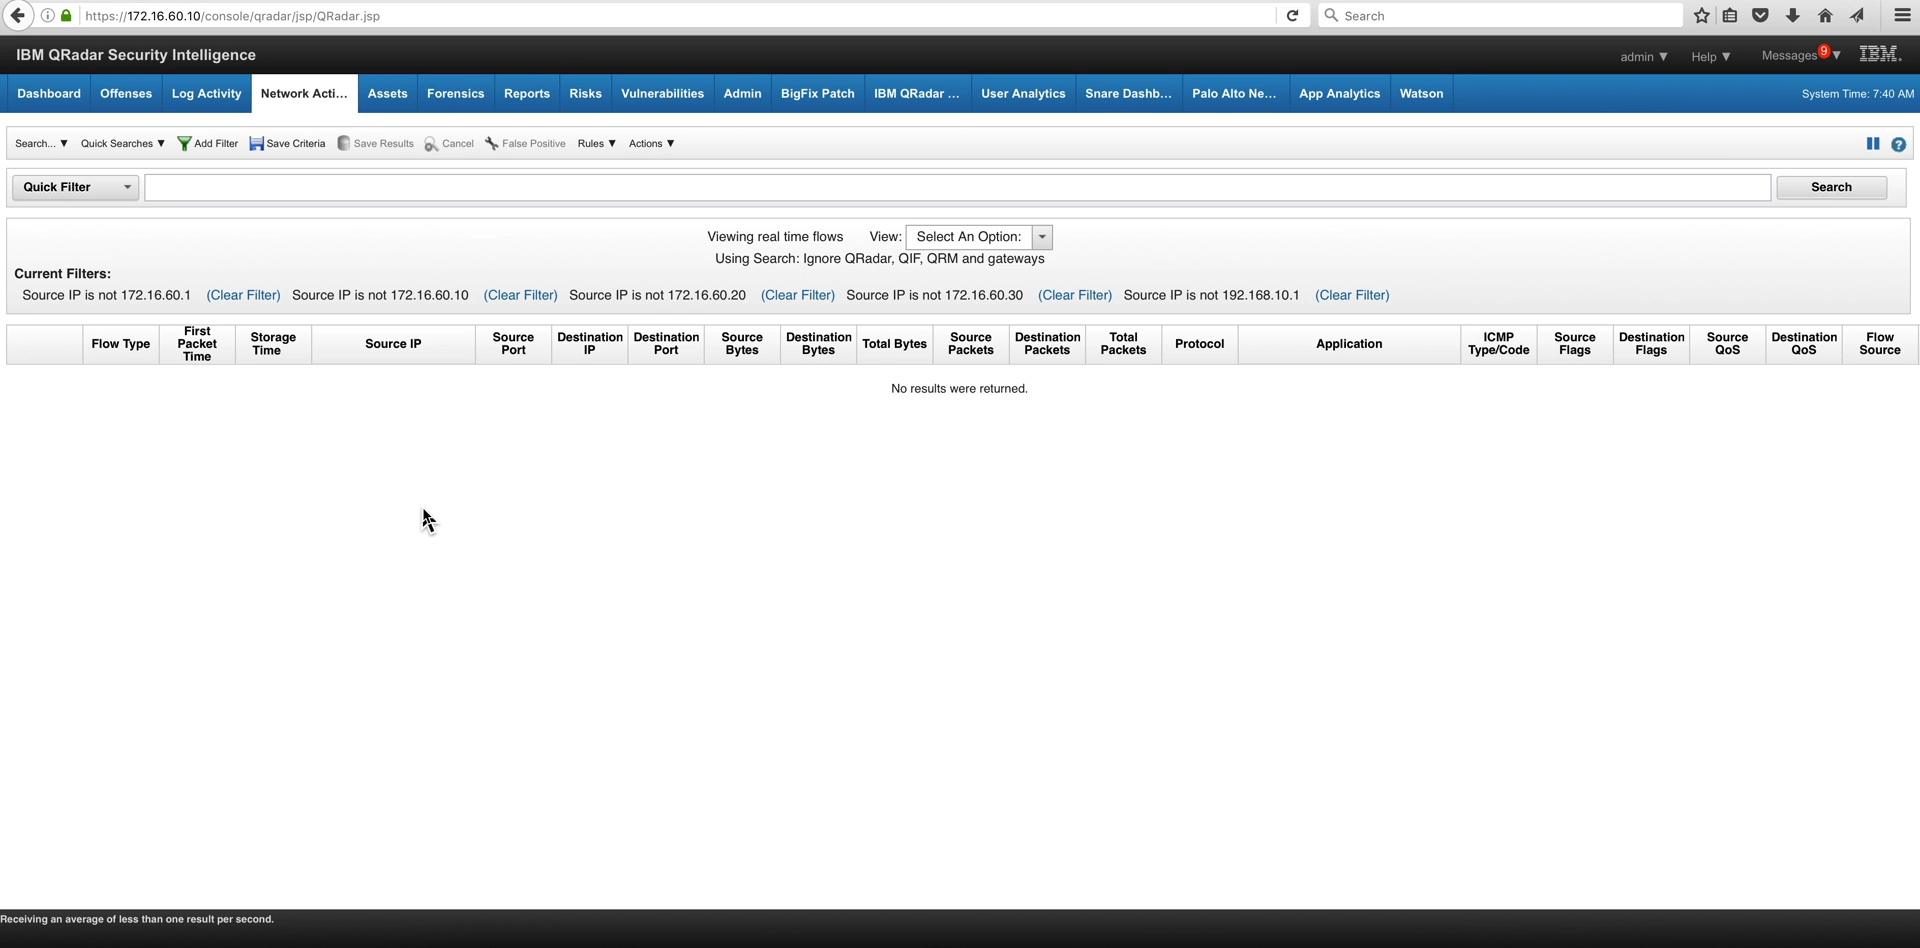 https://172.16.60.10/console/qradar/jsp/QRadar.jsp Search
IBM QRadar Security Intelligence admin ▼ Help ▼ Messages 9 ▼ IBM.
Dashboard Offenses Log Activity Network Acti... Assets Forensics Reports Risks Vulnerabilities Admin BigFix Patch IBM QRadar ... User Analytics Snare Dashb... Palo Alto Ne... App Analytics Watson System Time: 7:40 AM
Search... ▼ Quick Searches ▼ Add Filter Save Criteria Save Results Cancel False Positive Rules ▼ Actions ▼
Quick Filter Search
Viewing real time flows View: Select An Option:
Using Search: Ignore QRadar, QIF, QRM and gateways
Current Filters:
Source IP is not 172.16.60.1 (Clear Filter) Source IP is not 172.16.60.10 (Clear Filter) Source IP is not 172.16.60.20 (Clear Filter) Source IP is not 172.16.60.30 (Clear Filter) Source IP is not 192.168.10.1 (Clear Filter)
Flow Type First Packet Time Storage Time Source IP Source Port Destination IP Destination Port Source Bytes Destination Bytes Total Bytes Source Packets Destination Packets Total Packets Protocol Application ICMP Type/Code Source Flags Destination Flags Source QoS Destination QoS Flow Source
No results were returned.
Receiving an average of less than one result per second.